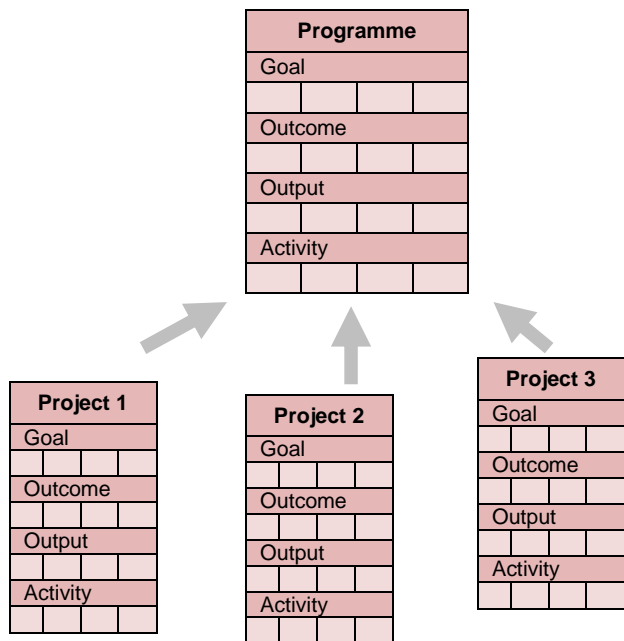 Programme
Goal
Outcome
Output
Activity
Project 1
Goal
Outcome
Output
Activity
Project 2
Goal
Outcome
Output
Activity
Project 3
Goal
Outcome
Output
Activity